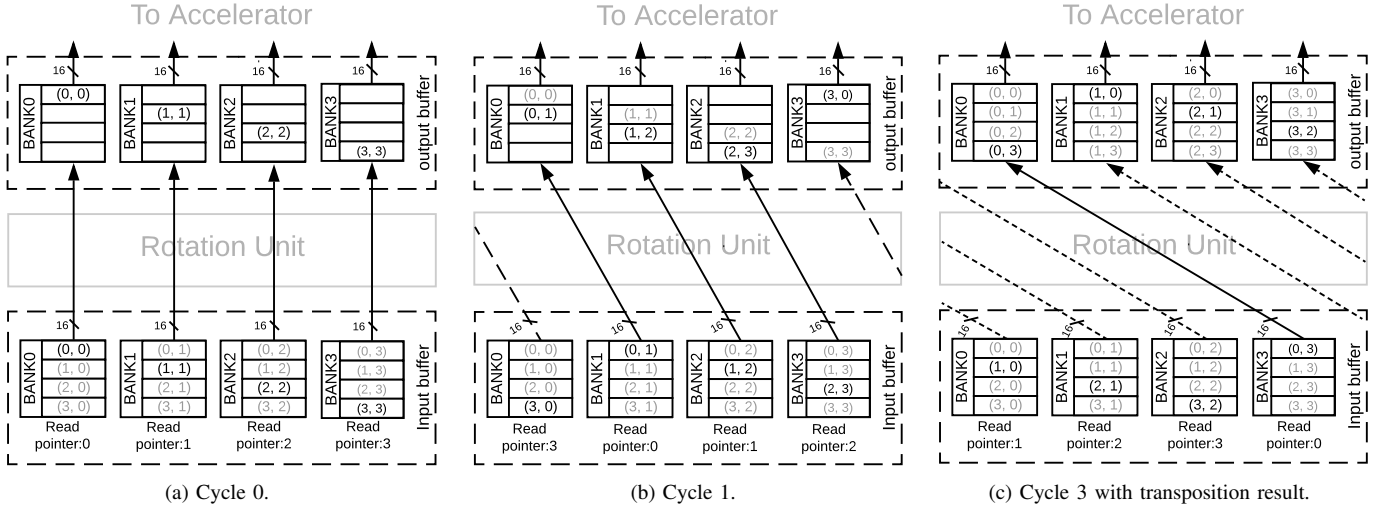 To Accelerator
16 16 16 16
BANK0 (0, 0)
BANK1 (1, 1)
BANK2 (2, 2)
BANK3 (3, 3)
output buffer
Rotation Unit
16 16 16 16
BANK0 (0, 0) (1, 0) (2, 0) (3, 0)
BANK1 (0, 1) (1, 1) (2, 1) (3, 1)
BANK2 (0, 2) (1, 2) (2, 2) (3, 2)
BANK3 (0, 3) (1, 3) (2, 3) (3, 3)
Input buffer
Read pointer:0
Read pointer:1
Read pointer:2
Read pointer:3
(a) Cycle 0.
To Accelerator
16 16 16 16
BANK0 (0, 0) (0, 1)
BANK1 (1, 1) (1, 2)
BANK2 (2, 2) (2, 3)
BANK3 (3, 0) (3, 3)
output buffer
Rotation Unit
16 16 16 16
BANK0 (0, 0) (1, 0) (2, 0) (3, 0)
BANK1 (0, 1) (1, 1) (2, 1) (3, 1)
BANK2 (0, 2) (1, 2) (2, 2) (3, 2)
BANK3 (0, 3) (1, 3) (2, 3) (3, 3)
Input buffer
Read pointer:3
Read pointer:0
Read pointer:1
Read pointer:2
(b) Cycle 1.
To Accelerator
16 16 16 16
BANK0 (0, 0) (0, 1) (0, 2) (0, 3)
BANK1 (1, 0) (1, 1) (1, 2) (1, 3)
BANK2 (2, 0) (2, 1) (2, 2) (2, 3)
BANK3 (3, 0) (3, 1) (3, 2) (3, 3)
output buffer
Rotation Unit
16 16 16 16
BANK0 (0, 0) (1, 0) (2, 0) (3, 0)
BANK1 (0, 1) (1, 1) (2, 1) (3, 1)
BANK2 (0, 2) (1, 2) (2, 2) (3, 2)
BANK3 (0, 3) (1, 3) (2, 3) (3, 3)
Input buffer
Read pointer:1
Read pointer:2
Read pointer:3
Read pointer:0
(c) Cycle 3 with transposition result.